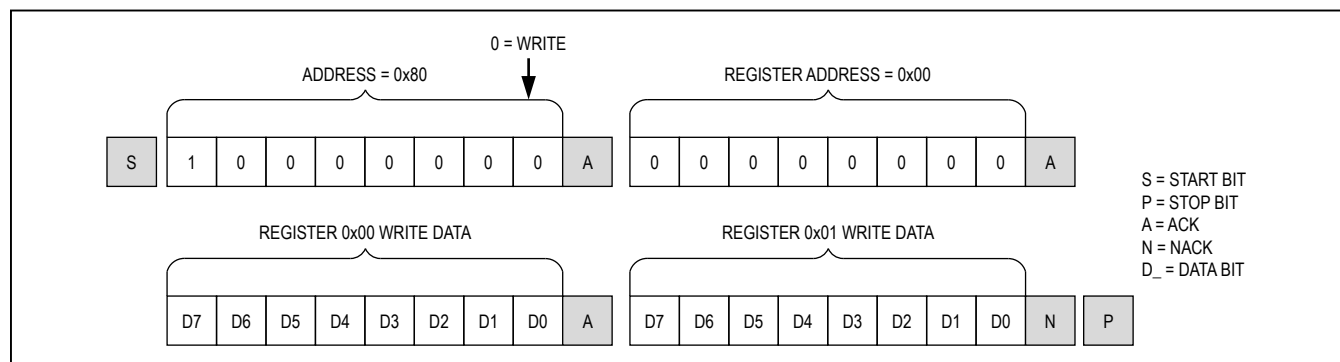 0 = WRITE
ADDRESS = 0x80
REGISTER ADDRESS = 0x00
S 1 0 0 0 0 0 0 0 A 0 0 0 0 0 0 0 0 A
REGISTER 0x00 WRITE DATA
REGISTER 0x01 WRITE DATA
D7 D6 D5 D4 D3 D2 D1 D0 A D7 D6 D5 D4 D3 D2 D1 D0 N P
S = START BIT
P = STOP BIT
A = ACK
N = NACK
D_ = DATA BIT